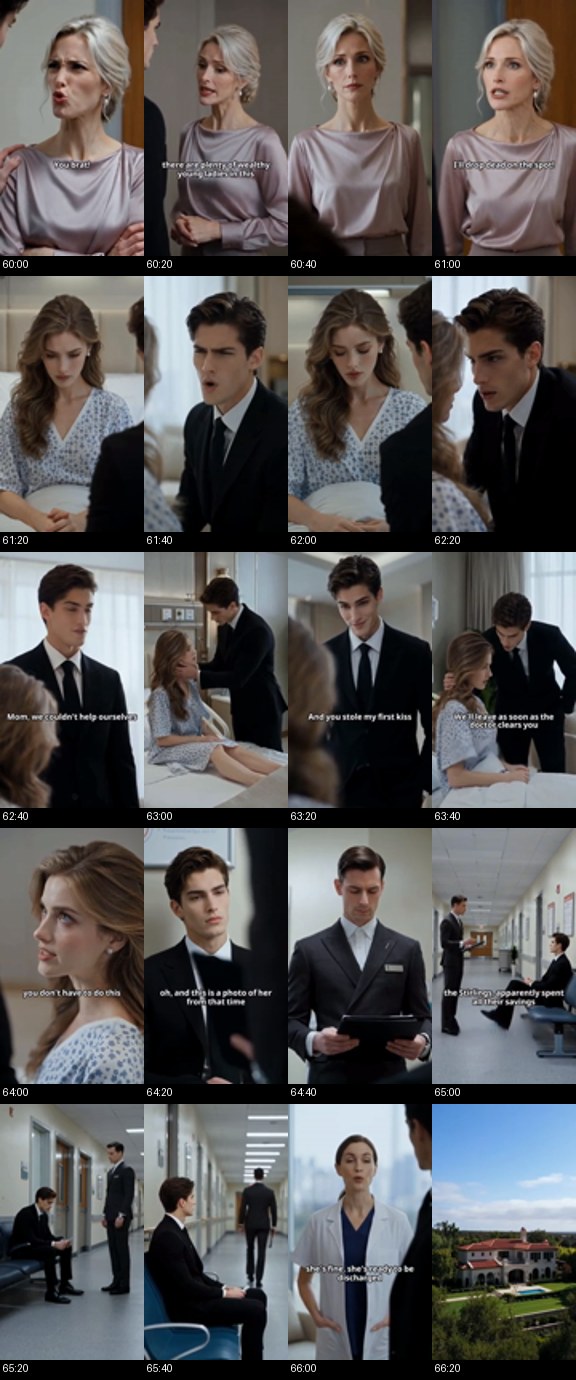 You brat!
there are plenty of wealthy
young ladies in this
I'll drop dead on the spot!
60:00
60:20
60:40
61:00
61:20
61:40
62:00
62:20
Mom, we couldn't help ourselves
And you stole my first kiss
We'll leave as soon as the
doctor clears you
62:40
63:00
63:20
63:40
you don't have to do this
oh, and this is a photo of her
from that time
the Stirlings apparently spent
all their savings
64:00
64:20
64:40
65:00
she's fine, she's ready to be
discharged
65:20
65:40
66:00
66:20